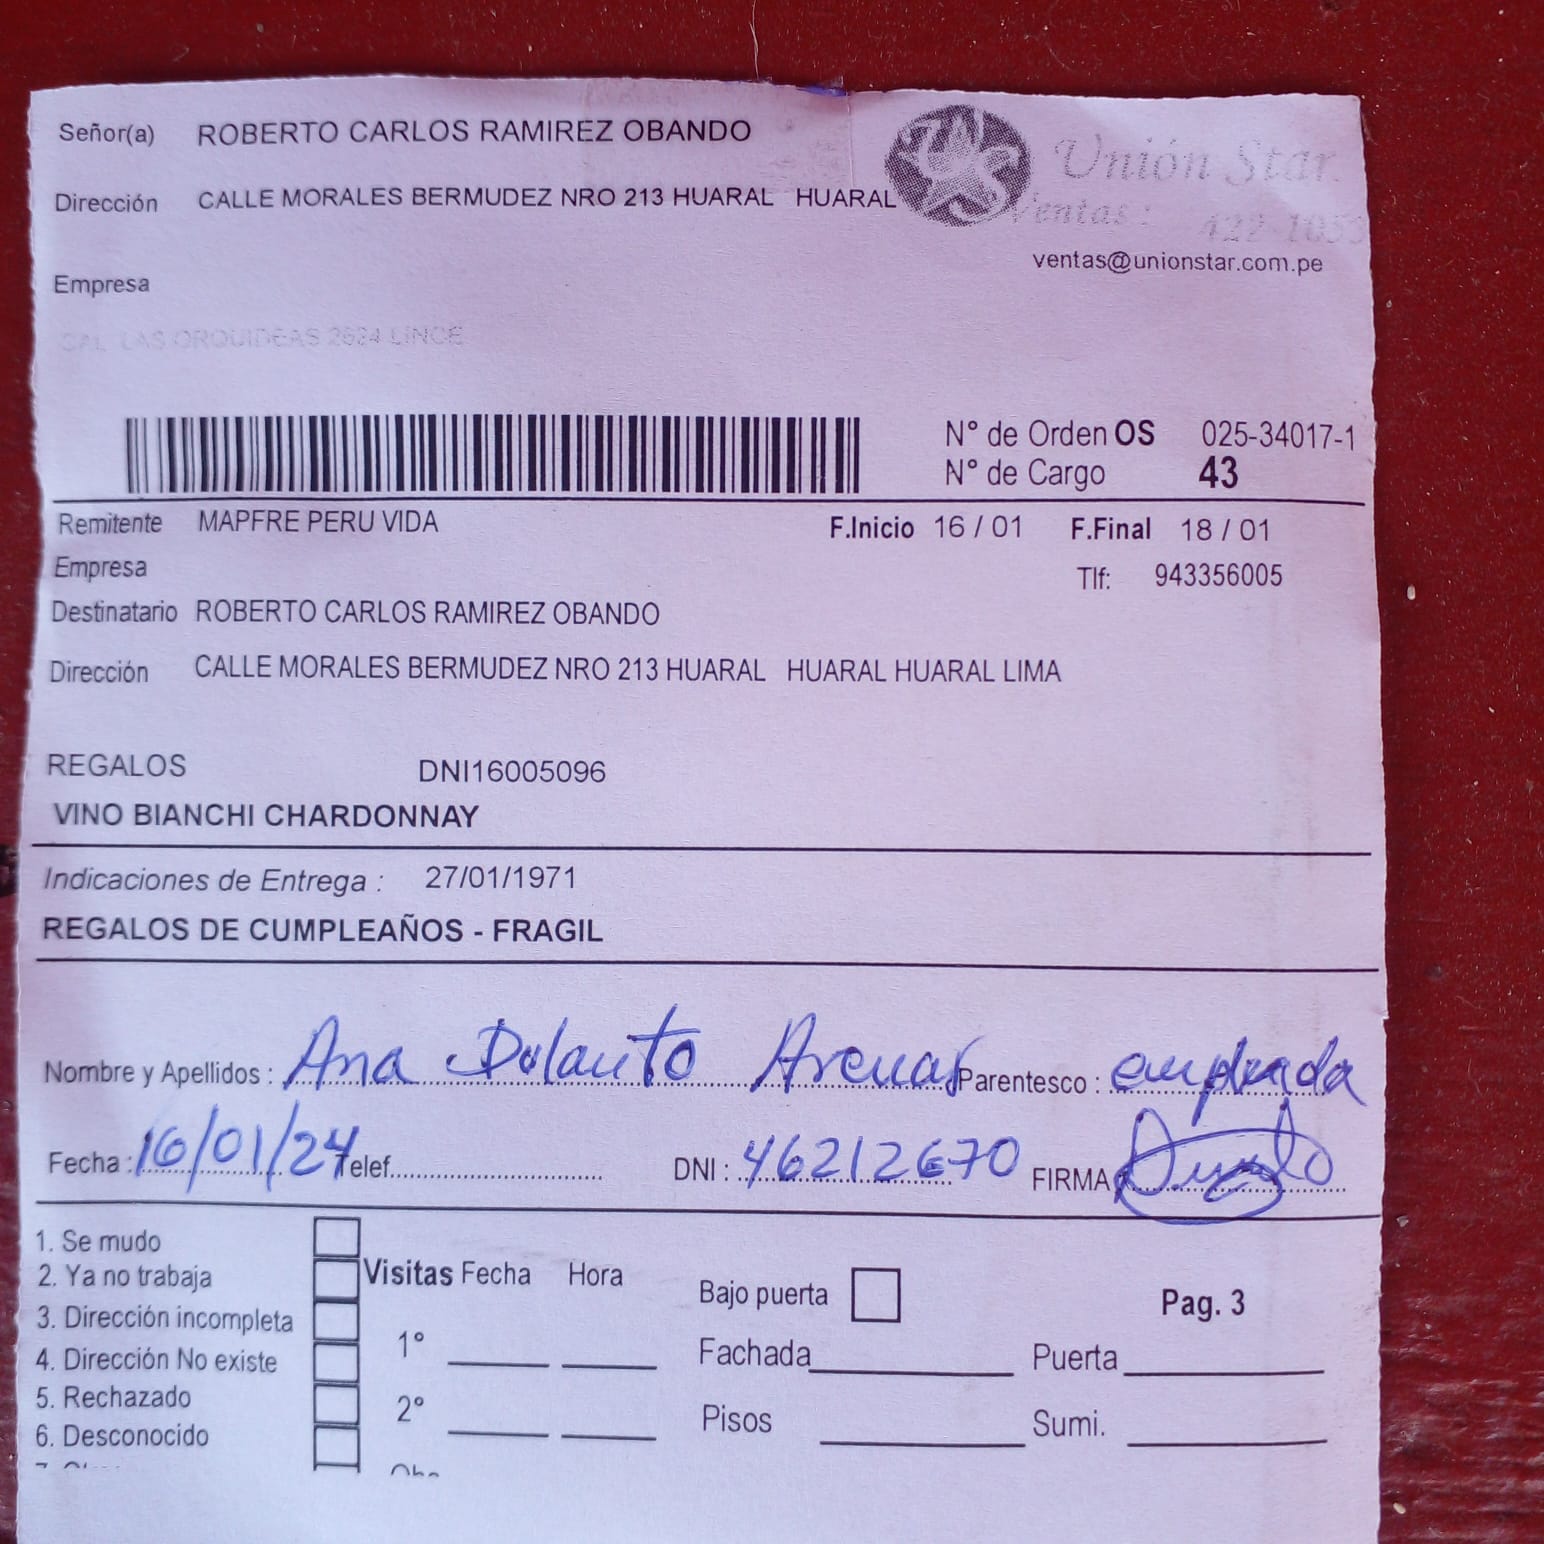 Señor(a) ROBERTO CARLOS RAMIREZ OBANDO
Unión Star.
Dirección CALLE MORALES BERMUDEZ NRO 213 HUARAL HUARAL
Ventas : 422-1053
ventas@unionstar.com.pe
Empresa
CAL LAS ORQUIDEAS 2624 LINCE
N° de Orden OS 025-34017-1
N° de Cargo 43
Remitente MAPFRE PERU VIDA F.Inicio 16 / 01 F.Final 18 / 01
Empresa Tlf: 943356005
Destinatario ROBERTO CARLOS RAMIREZ OBANDO
Dirección CALLE MORALES BERMUDEZ NRO 213 HUARAL HUARAL HUARAL LIMA
REGALOS DNI16005096
VINO BIANCHI CHARDONNAY
Indicaciones de Entrega : 27/01/1971
REGALOS DE CUMPLEAÑOS - FRAGIL
Nombre y Apellidos : Ana Dulanto Arenas Parentesco : empleada
Fecha : 16/01/24 Telef. DNI : 46212670 FIRMA
1. Se mudo
2. Ya no trabaja Visitas Fecha Hora Bajo puerta Pag. 3
3. Dirección incompleta
4. Dirección No existe 1° Fachada Puerta
5. Rechazado
6. Desconocido 2° Pisos Sumi.